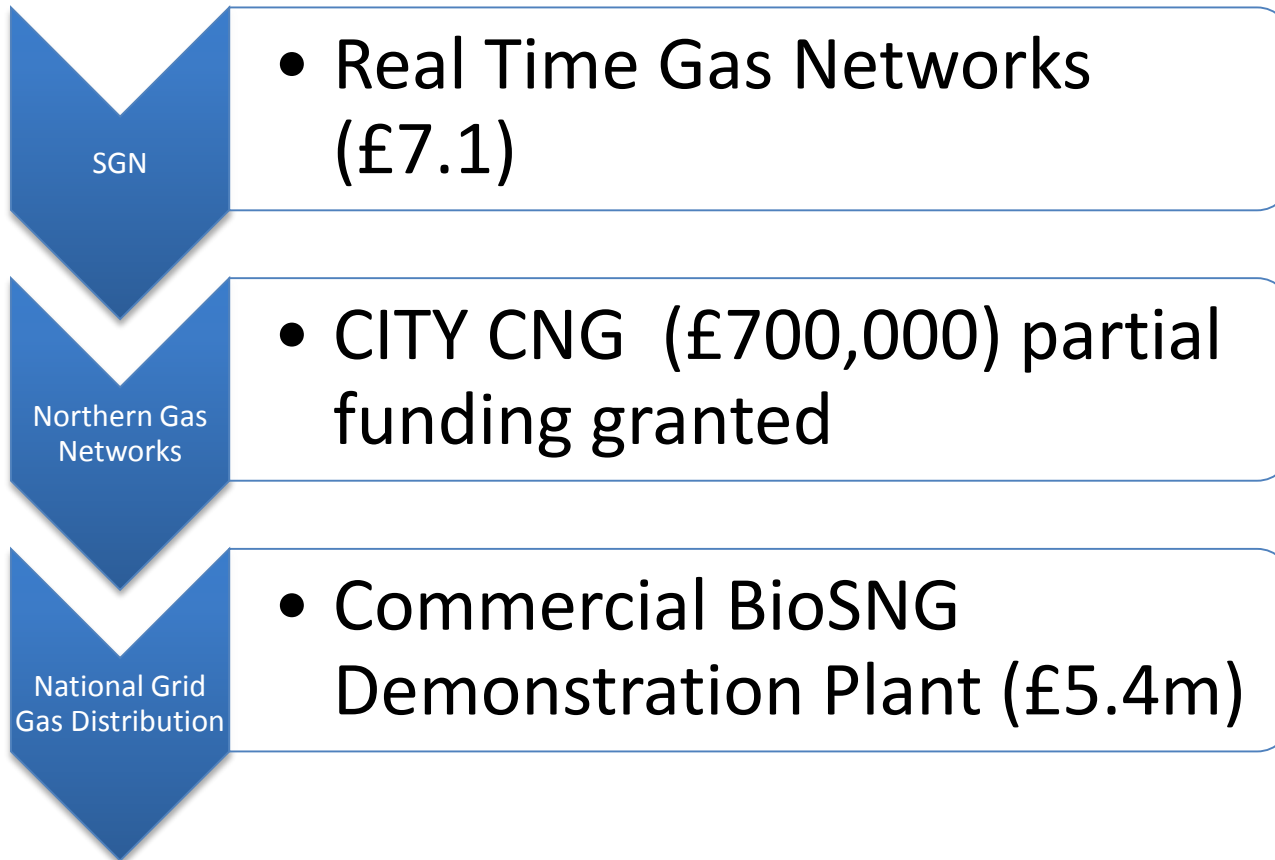 SGN
• Real Time Gas Networks
(£7.1)
Northern Gas
Networks
• CITY CNG  (£700,000) partial
funding granted
National Grid
Gas Distribution
• Commercial BioSNG
Demonstration Plant (£5.4m)